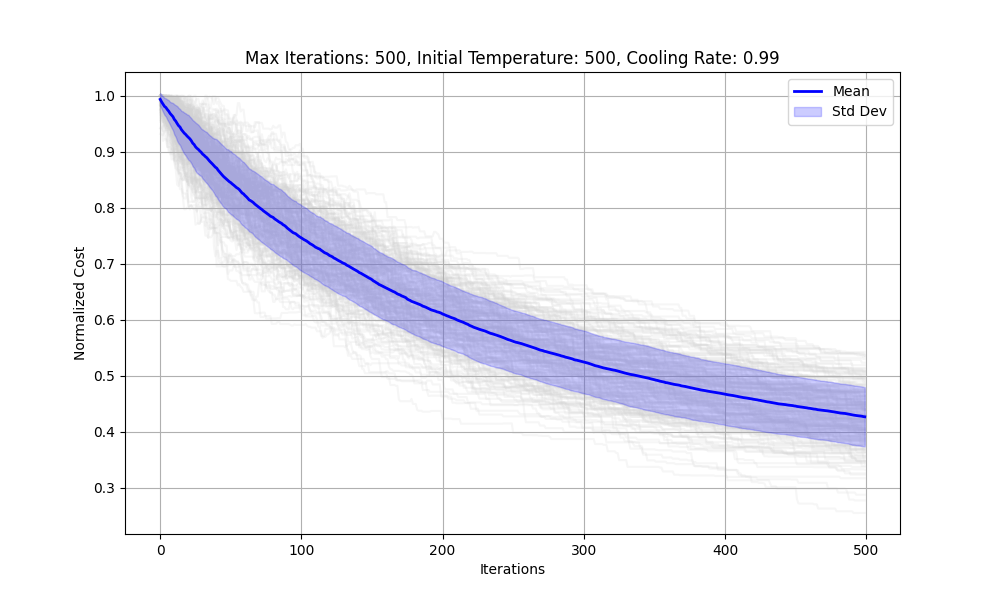 Max Iterations: 500, Initial Temperature: 500, Cooling Rate: 0.99
Mean
Std Dev
Normalized Cost
1.0
0.9
0.8
0.7
0.6
0.5
0.4
0.3
0
100
200
300
400
500
Iterations